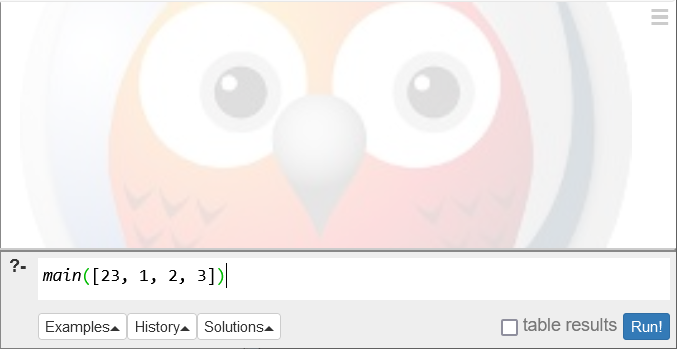 ?- main([23, 1, 2, 3])
Examples History Solutions table results Run!